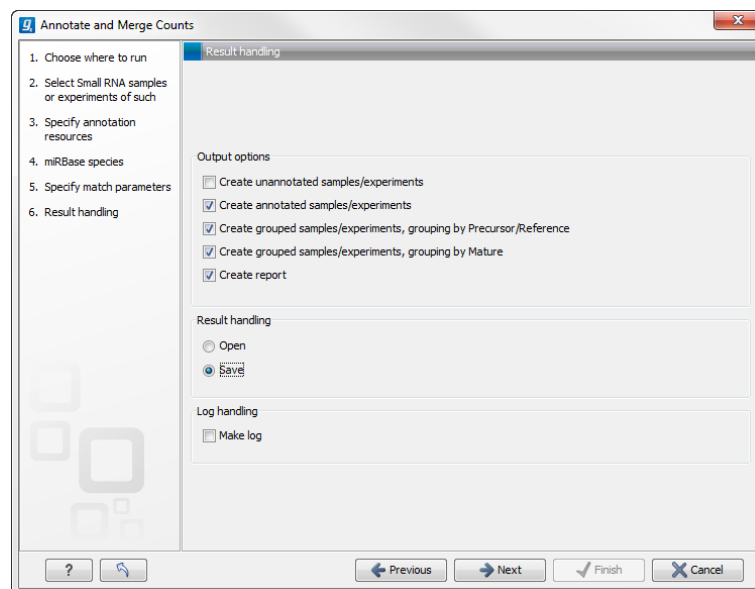 Annotate and Merge Counts
1. Choose where to run
2. Select Small RNA samples
or experiments of such
3. Specify annotation
resources
4. miRBase species
5. Specify match parameters
6. Result handling
Result handling
Output options
Create unannotated samples/experiments
Create annotated samples/experiments
Create grouped samples/experiments, grouping by Precursor/Reference
Create grouped samples/experiments, grouping by Mature
Create report
Result handling
Open
Save
Log handling
Make log
?
Previous
Next
Finish
Cancel